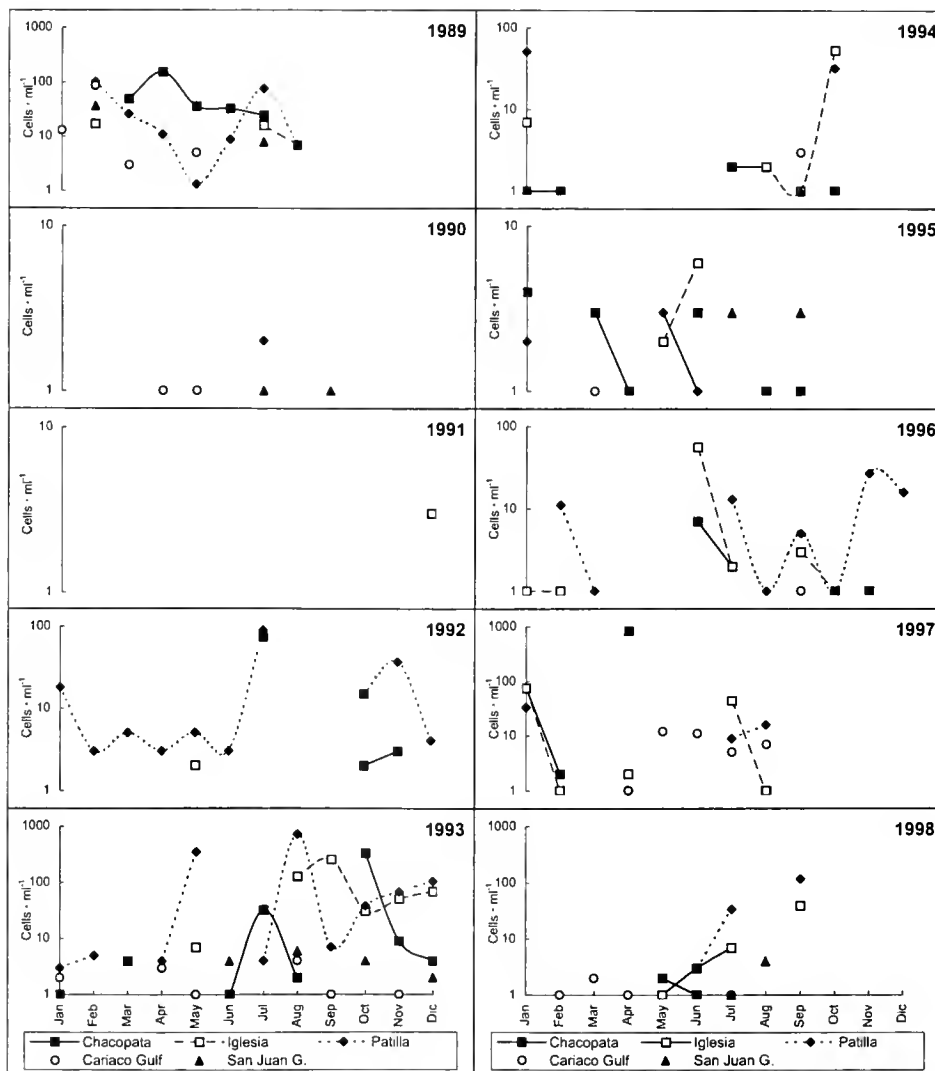 1989
1000
100
10
1
Cells · ml⁻¹
1990
10
1
Cells · ml⁻¹
1991
10
1
Cells · ml⁻¹
1992
100
10
1
Cells · ml⁻¹
1993
1000
100
10
1
Cells · ml⁻¹
Jan Feb Mar Apr May Jun Jul Aug Sep Oct Nov Dic
Chacopata Iglesia Patilla
Cariaco Gulf San Juan G.
1994
100
10
1
Cells · ml⁻¹
1995
10
1
Cells · ml⁻¹
1996
100
10
1
Cells · ml⁻¹
1997
1000
100
10
1
Cells · ml⁻¹
1998
1000
100
10
1
Cells · ml⁻¹
Jan Feb Mar Apr May Jun Jul Aug Sep Oct Nov Dic
Chacopata Iglesia Patilla
Cariaco Gulf San Juan G.